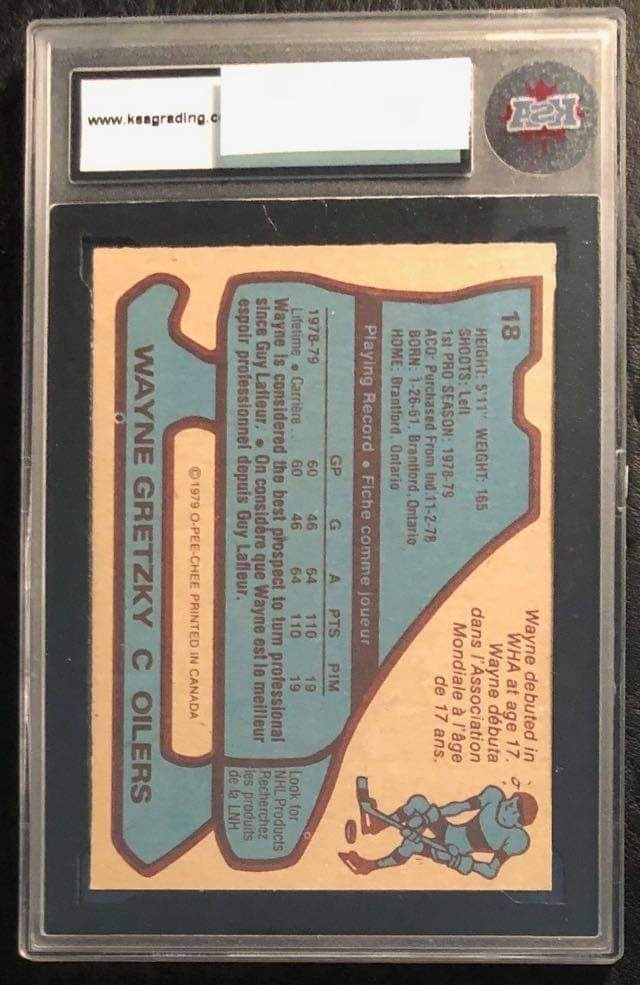 www.ksagrading.c
KSA
18
HEIGHT: 5'11" WEIGHT: 165
SHOOTS: Left
1st PRO SEASON: 1978-79
ACQ: Purchased From Ind. 11-2-78
BORN: 1-26-61, Brantford, Ontario
HOME: Brantford, Ontario
Wayne debuted in
WHA at age 17.
Wayne débuta
dans l'Association
Mondiale à l'âge
de 17 ans.
Playing Record • Fiche comme joueur
GP G A PTS PIM
1978-79 60 46 64 110 19
Lifetime • Carrière 60 46 64 110 19
Wayne is considered the best prospect to turn professional
since Guy Lafleur. • On considère que Wayne est le meilleur
espoir professionnel depuis Guy Lafleur.
Look for
NHL Products
Recherchez
les produits
de la LNH
© 1979 O-PEE-CHEE PRINTED IN CANADA
WAYNE GRETZKY C OILERS